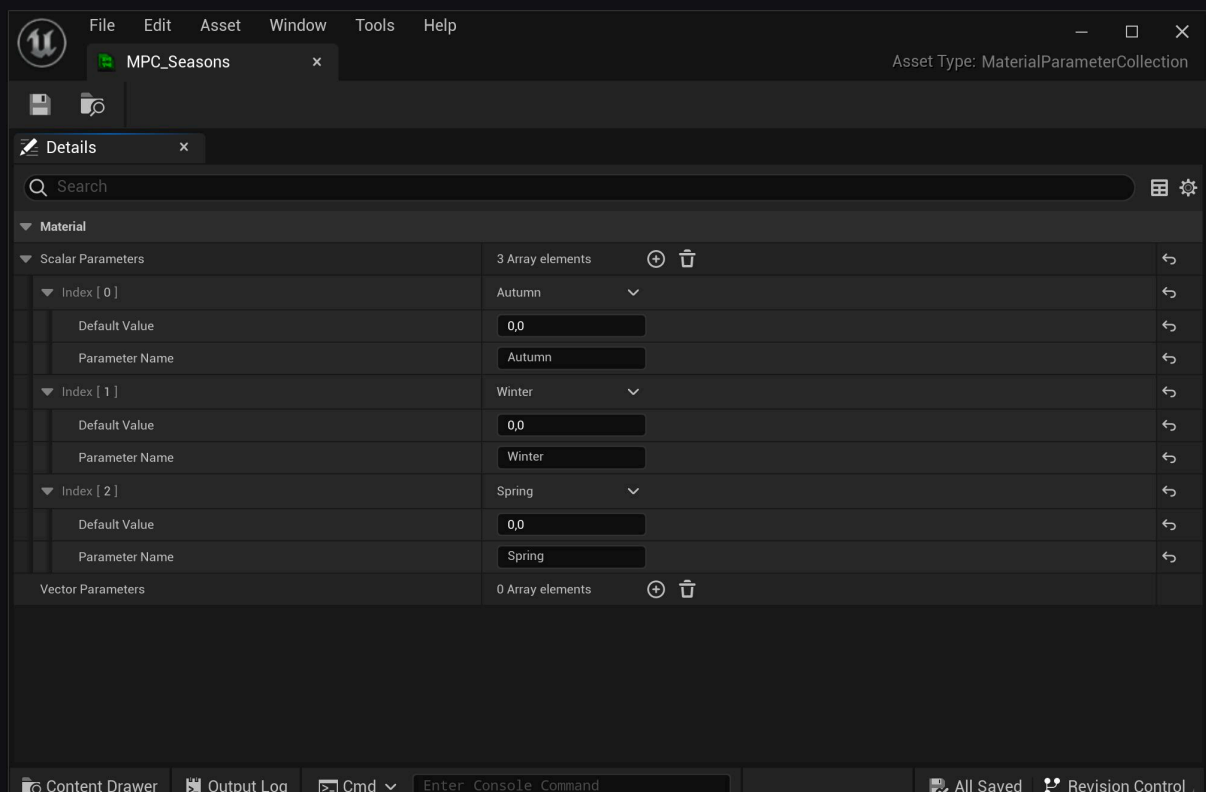 File Edit Asset Window Tools Help
MPC_Seasons
Asset Type: MaterialParameterCollection
Details
Search
Material
Scalar Parameters 3 Array elements
Index [ 0 ] Autumn
Default Value 0,0
Parameter Name Autumn
Index [ 1 ] Winter
Default Value 0,0
Parameter Name Winter
Index [ 2 ] Spring
Default Value 0,0
Parameter Name Spring
Vector Parameters 0 Array elements
Content Drawer Output Log Cmd Enter Console Command All Saved Revision Control